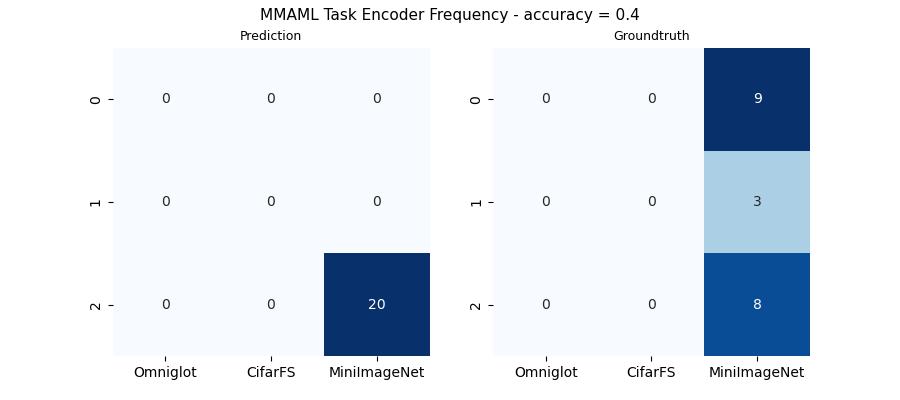 MMAML Task Encoder Frequency - accuracy = 0.4
Prediction
Groundtruth
0
0 0 0
0
0 0 9
1
0 0 0
1
0 0 3
2
0 0 20
2
0 0 8
Omniglot CifarFS MiniImageNet
Omniglot CifarFS MiniImageNet